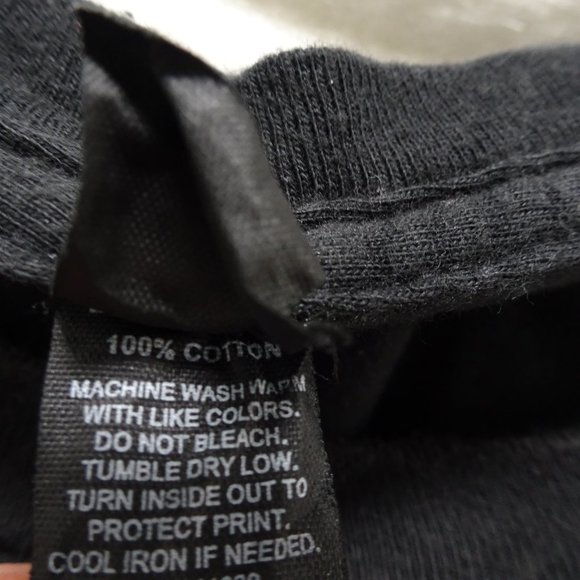 100% COTTON
MACHINE WASH WARM
WITH LIKE COLORS.
DO NOT BLEACH.
TUMBLE DRY LOW.
TURN INSIDE OUT TO
PROTECT PRINT.
COOL IRON IF NEEDED.